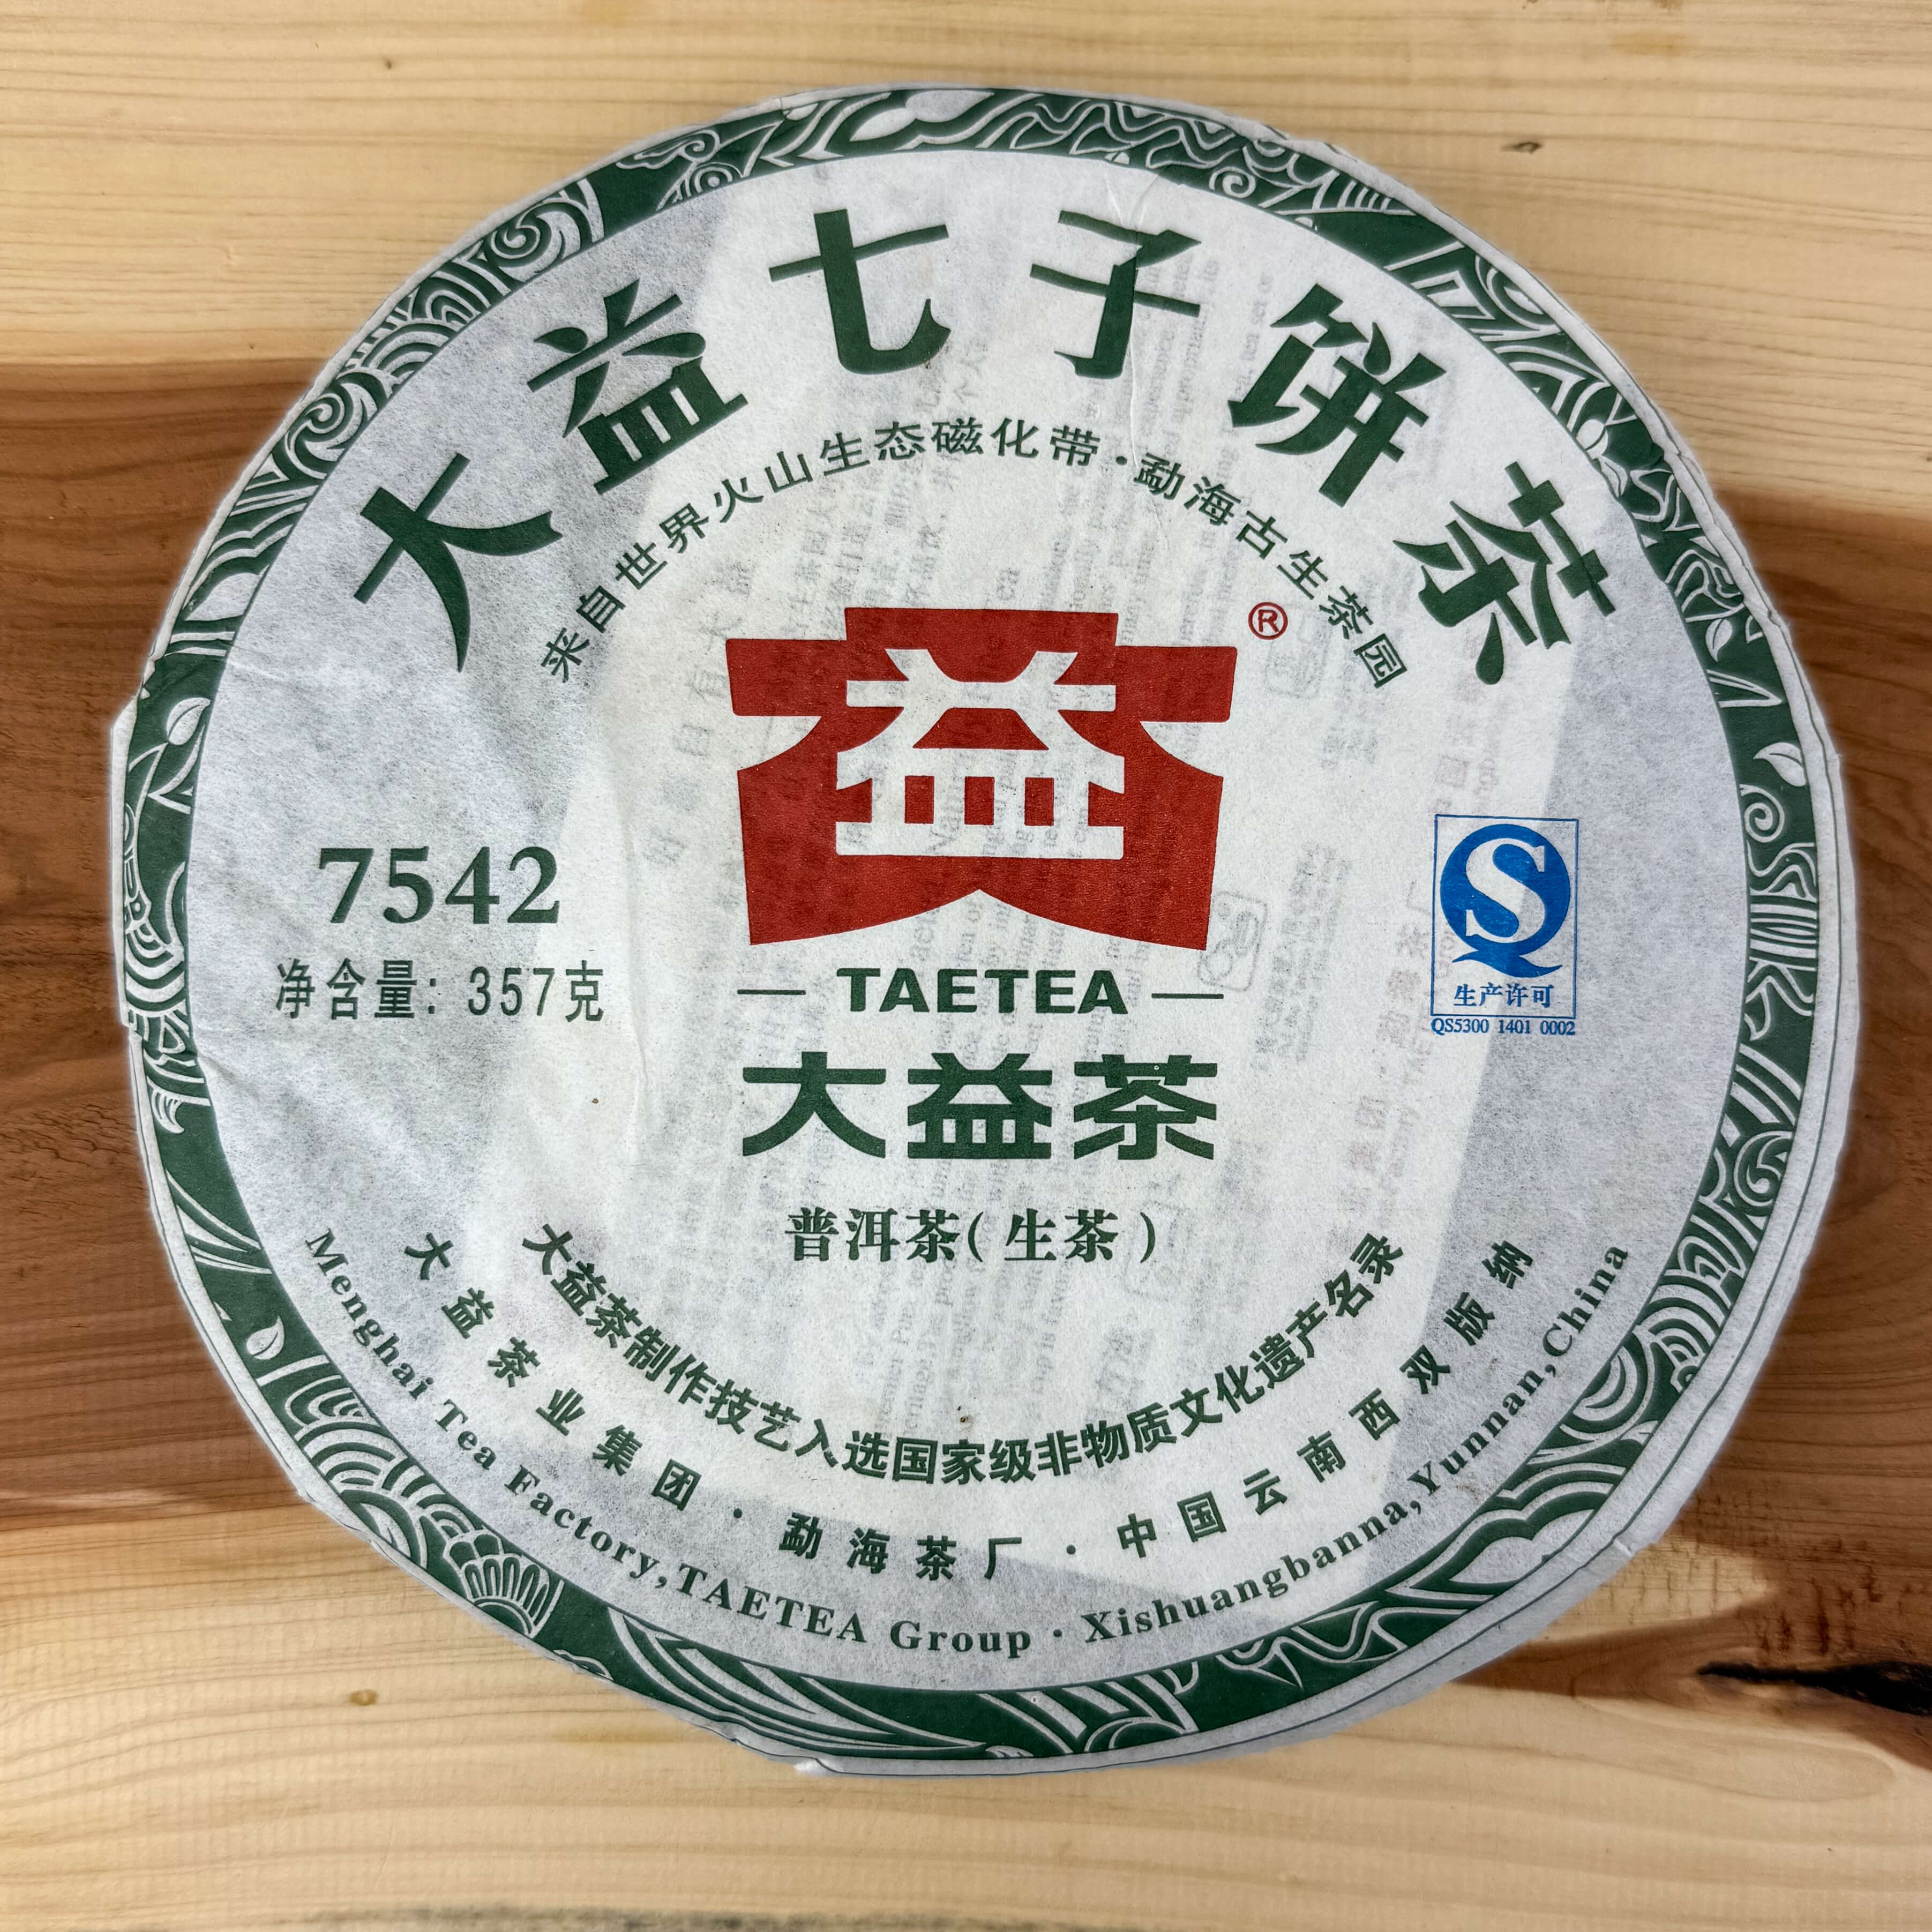 大益七子饼茶
来自世界火山生态磁化带·勐海古生茶园
益®
7542
净含量: 357克
TAETEA
大益茶
S
生产许可
QS5300 1401 0002
普洱茶(生茶)
大益茶制作技艺入选国家级非物质文化遗产名录
大益茶业集团·勐海茶厂·中国云南西双版纳
Menghai Tea Factory,TAETEA Group·Xishuangbanna,Yunnan,China